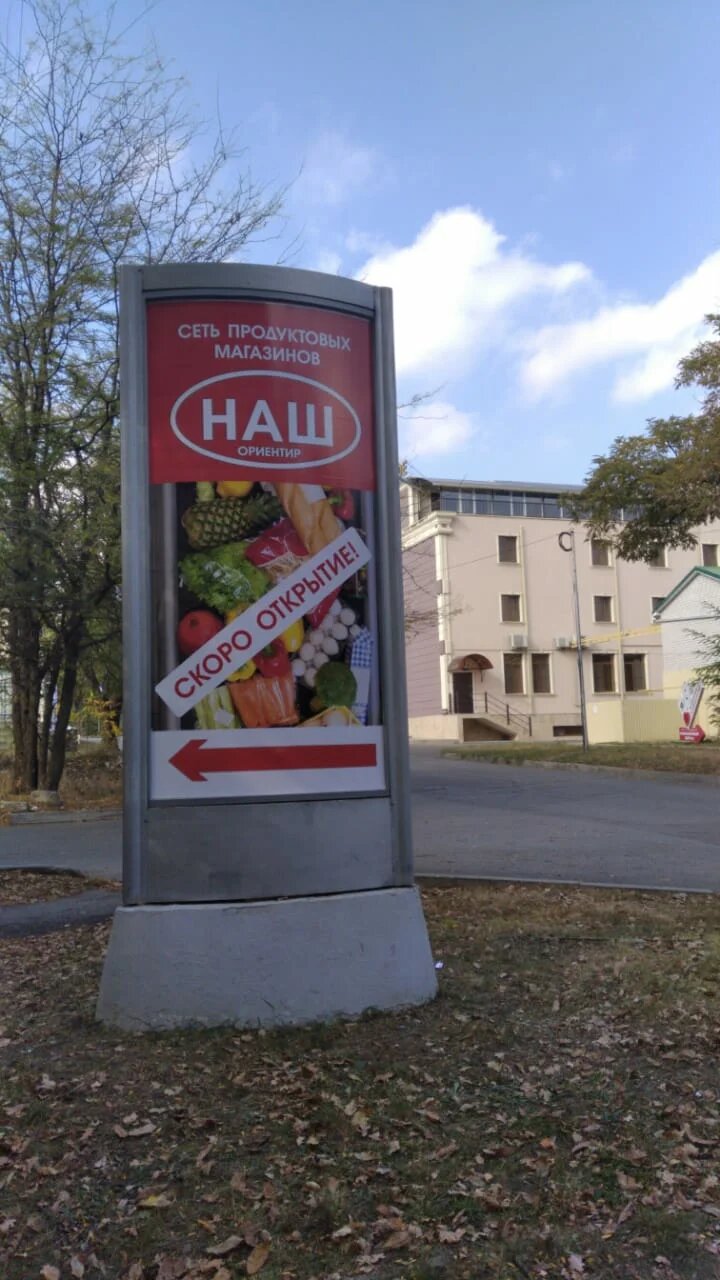 СЕТЬ ПРОДУКТОВЫХ
МАГАЗИНОВ
НАШ
ОРИЕНТИР
СКОРО ОТКРЫТИЕ!